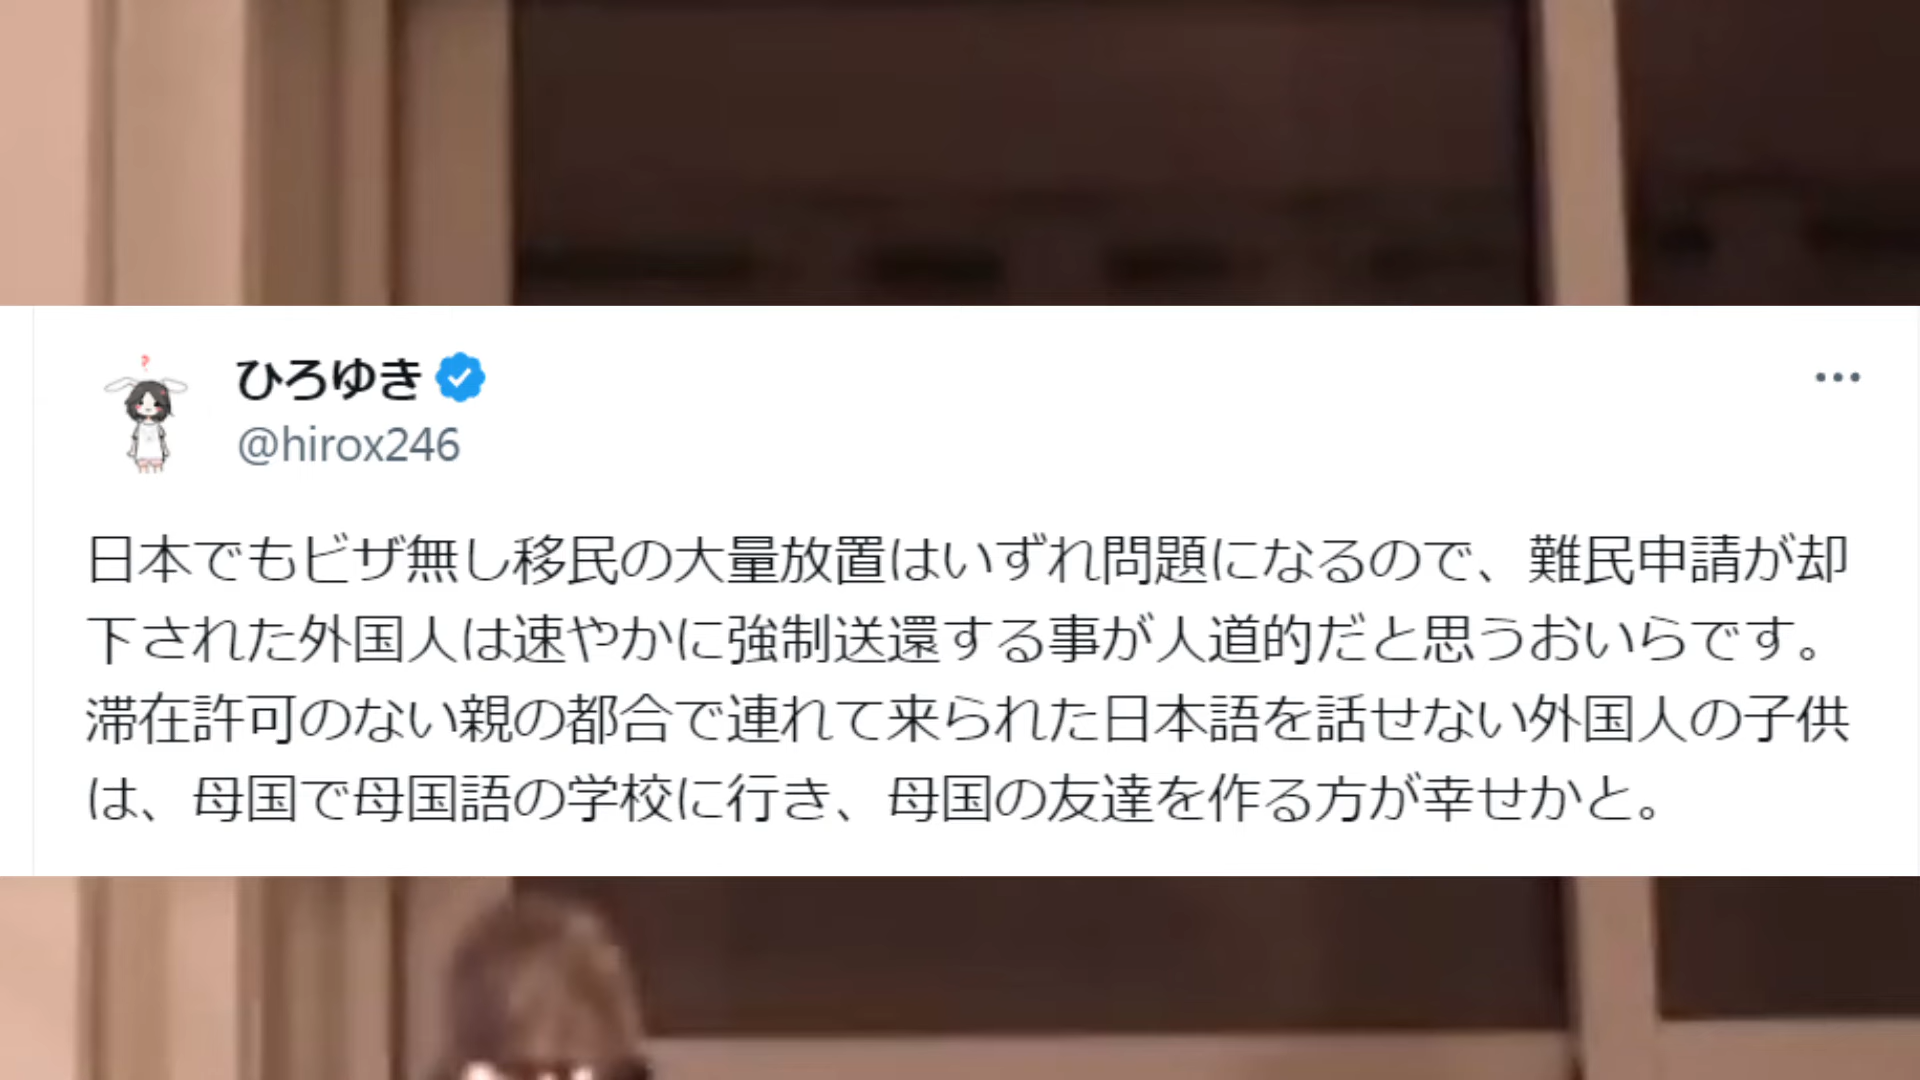 ?
ひろゆき
@hirox246
日本でもビザ無し移民の大量放置はいずれ問題になるので、難民申請が却
下された外国人は速やかに強制送還する事が人道的だと思うおいらです。
滞在許可のない親の都合で連れて来られた日本語を話せない外国人の子供
は、母国で母国語の学校に行き、母国の友達を作る方が幸せかと。